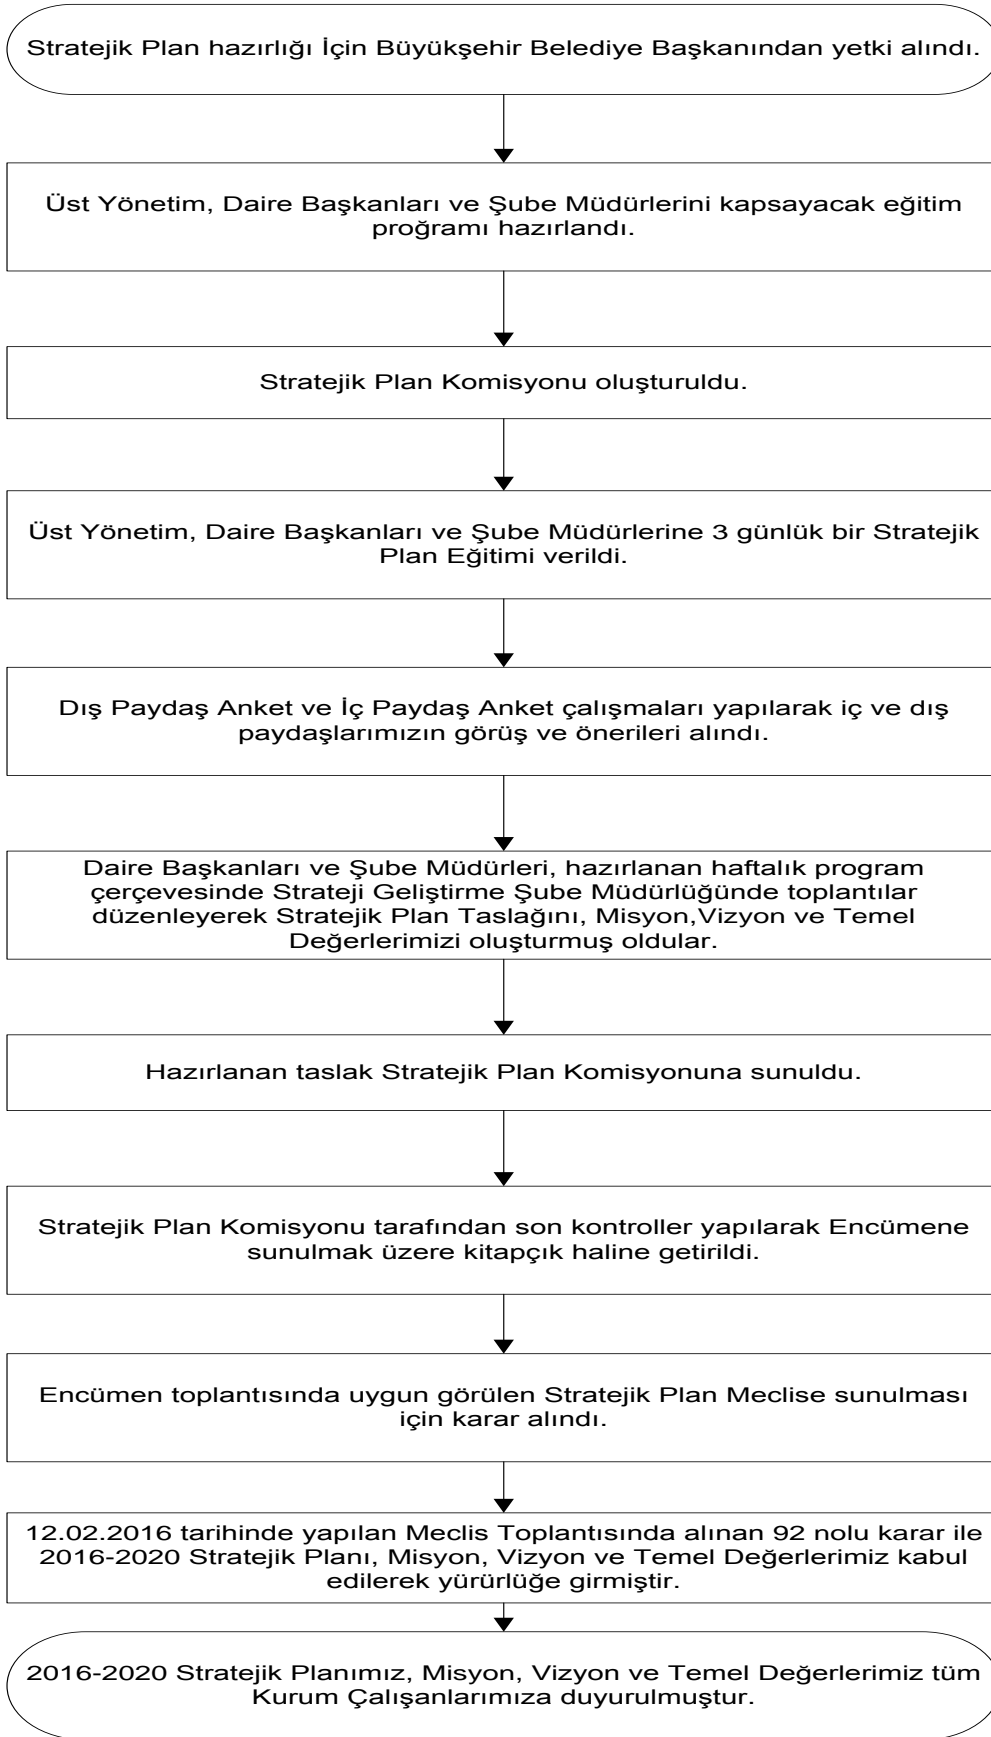 Stratejik Plan hazırlığı İçin Büyükşehir Belediye Başkanından yetki alındı.
Üst Yönetim, Daire Başkanları ve Şube Müdürlerini kapsayacak eğitim
proğramı hazırlandı.
Stratejik Plan Komisyonu oluşturuldu.
Üst Yönetim, Daire Başkanları ve Şube Müdürlerine 3 günlük bir Stratejik
Plan Eğitimi verildi.
Dış Paydaş Anket ve İç Paydaş Anket çalışmaları yapılarak iç ve dış
paydaşlarımızın görüş ve önerileri alındı.
Daire Başkanları ve Şube Müdürleri, hazırlanan haftalık program
çerçevesinde Strateji Geliştirme Şube Müdürlüğünde toplantılar
düzenleyerek Stratejik Plan Taslağını, Misyon,Vizyon ve Temel
Değerlerimizi oluşturmuş oldular.
Hazırlanan taslak Stratejik Plan Komisyonuna sunuldu.
Stratejik Plan Komisyonu tarafından son kontroller yapılarak Encümene
sunulmak üzere kitapçık haline getirildi.
Encümen toplantısında uygun görülen Stratejik Plan Meclise sunulması
için karar alındı.
12.02.2016 tarihinde yapılan Meclis Toplantısında alınan 92 nolu karar ile
2016-2020 Stratejik Planı, Misyon, Vizyon ve Temel Değerlerimiz kabul
edilerek yürürlüğe girmiştir.
2016-2020 Stratejik Planımız, Misyon, Vizyon ve Temel Değerlerimiz tüm
Kurum Çalışanlarımıza duyurulmuştur.